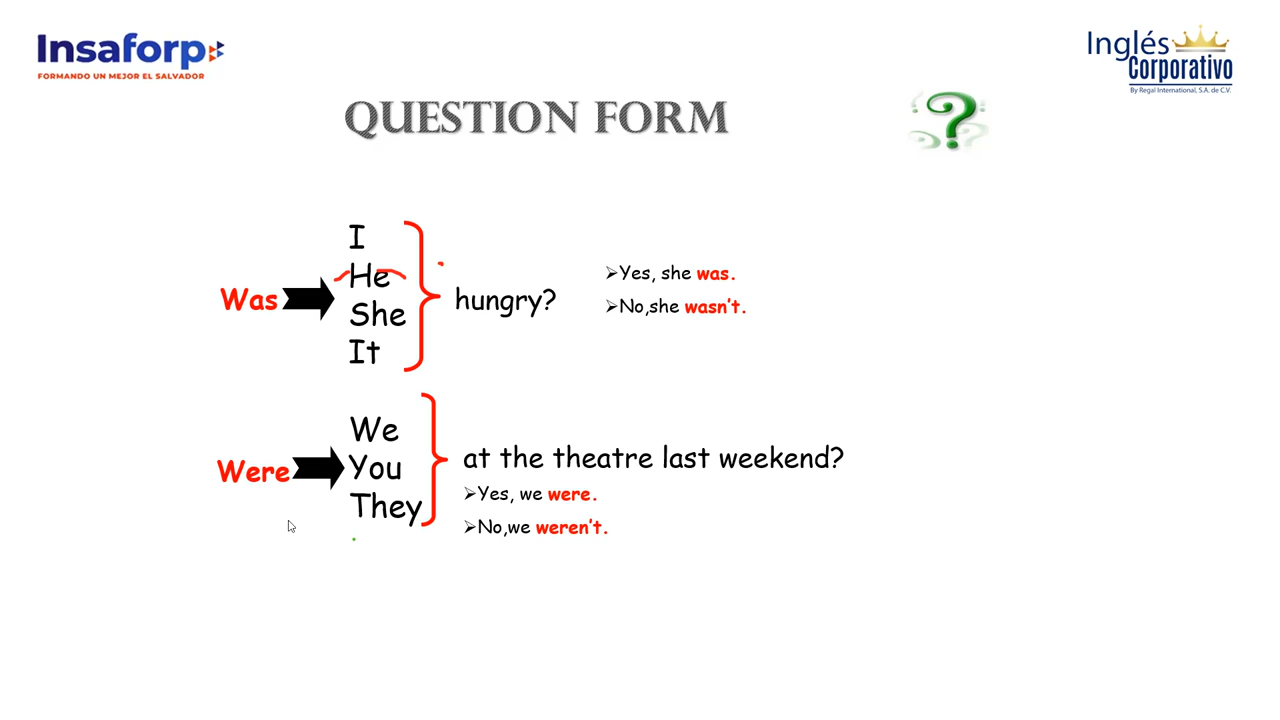 Insaforp
FORMANDO UN MEJOR EL SALVADOR
Inglés
Corporativo
By Regal International, S.A. de C.V.
QUESTION FORM
?
Was
I
He
She
It
hungry?
➢Yes, she was.
➢No,she wasn't.
Were
We
You
They
at the theatre last weekend?
➢Yes, we were.
➢No,we weren't.